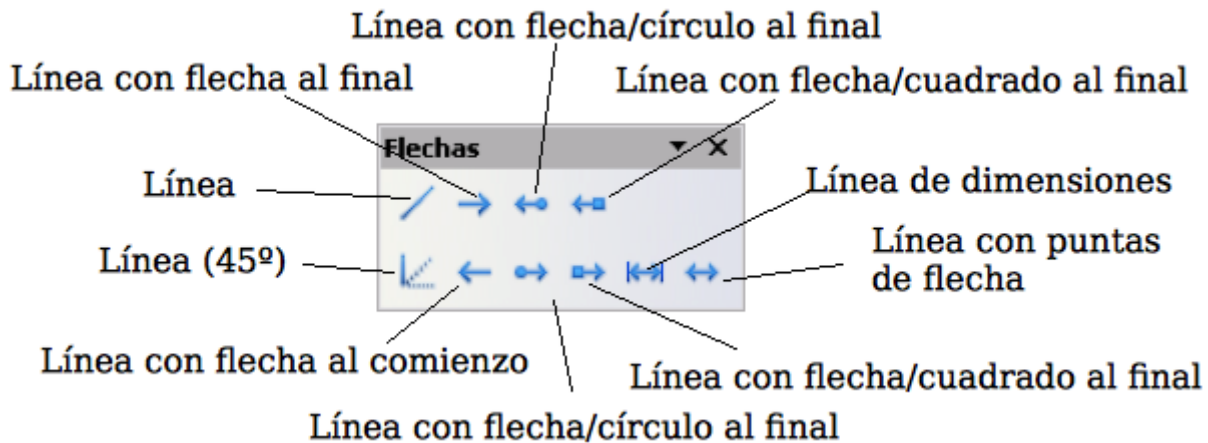 Línea con flecha/círculo al final
Línea con flecha al final
Línea con flecha/cuadrado al final
Flechas
Línea
Línea de dimensiones
Línea (45º)
Línea con puntas
de flecha
Línea con flecha al comienzo
Línea con flecha/cuadrado al final
Línea con flecha/círculo al final